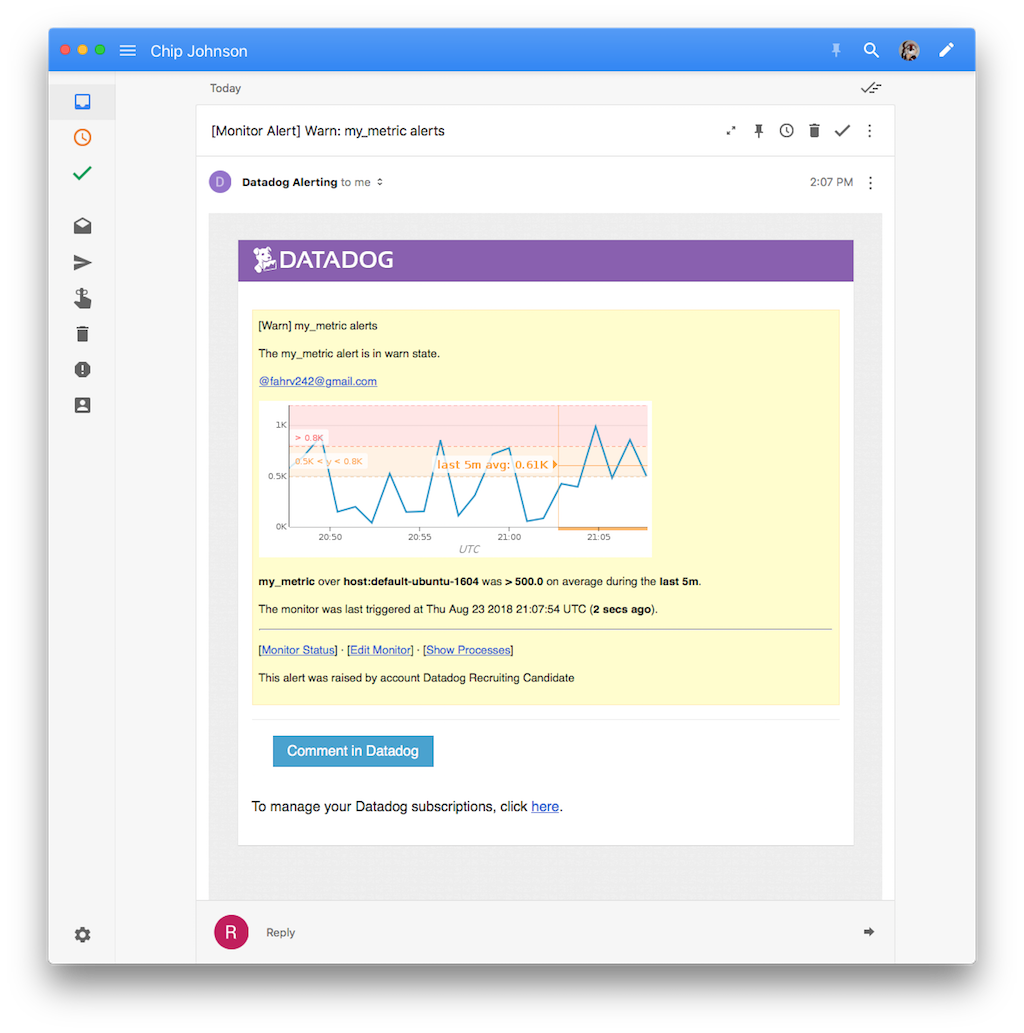 Chip Johnson
Today
[Monitor Alert] Warn: my_metric alerts
D
Datadog Alerting to me
2:07 PM
DATADOG
[Warn] my_metric alerts
The my_metric alert is in warn state.
@fahrv242@gmail.com
1K
> 0.8K
0.5K < y < 0.8K
last 5m avg: 0.61K
0.5K
0K
20:50 20:55 21:00 21:05
UTC
my_metric over host:default-ubuntu-1604 was > 500.0 on average during the last 5m.
The monitor was last triggered at Thu Aug 23 2018 21:07:54 UTC (2 secs ago).
[Monitor Status] · [Edit Monitor] · [Show Processes]
This alert was raised by account Datadog Recruiting Candidate
Comment in Datadog
To manage your Datadog subscriptions, click here.
R
Reply